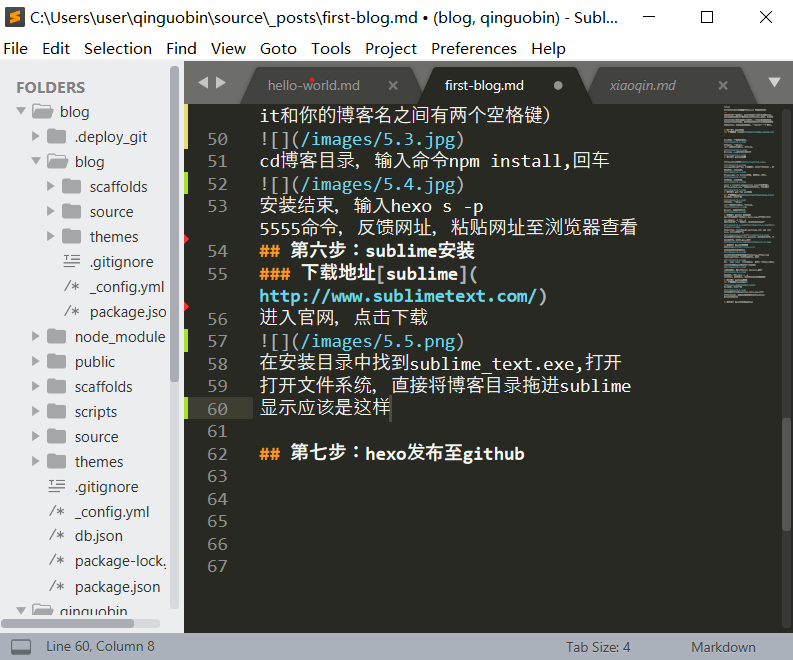 C:\Users\user\qinguobin\source\_posts\first-blog.md • (blog, qinguobin) - Subl...
File Edit Selection Find View Goto Tools Project Preferences Help
FOLDERS
blog
.deploy_git
blog
scaffolds
source
themes
.gitignore
/* _config.yml
/* package.jso
node_module
public
scaffolds
scripts
source
themes
.gitignore
/* _config.yml
/* db.json
/* package-lock.
/* package.json
qinguobin
hello-world.md first-blog.md xiaoqin.md
it和你的博客名之间有两个空格键)
50 ![](/images/5.3.jpg)
51 cd博客目录, 输入命令npm install,回车
52 ![](/images/5.4.jpg)
53 安装结束, 输入hexo s -p
5555命令, 反馈网址, 粘贴网址至浏览器查看
54 ## 第六步：sublime安装
55 ### 下载地址[sublime](
http://www.sublimetext.com/)
56 进入官网, 点击下载
57 ![](/images/5.5.png)
58 在安装目录中找到sublime_text.exe,打开
59 打开文件系统, 直接将博客目录拖进sublime
60 显示应该是这样
61
62 ## 第七步：hexo发布至github
63
64
65
66
67
Line 60, Column 8 Tab Size: 4 Markdown